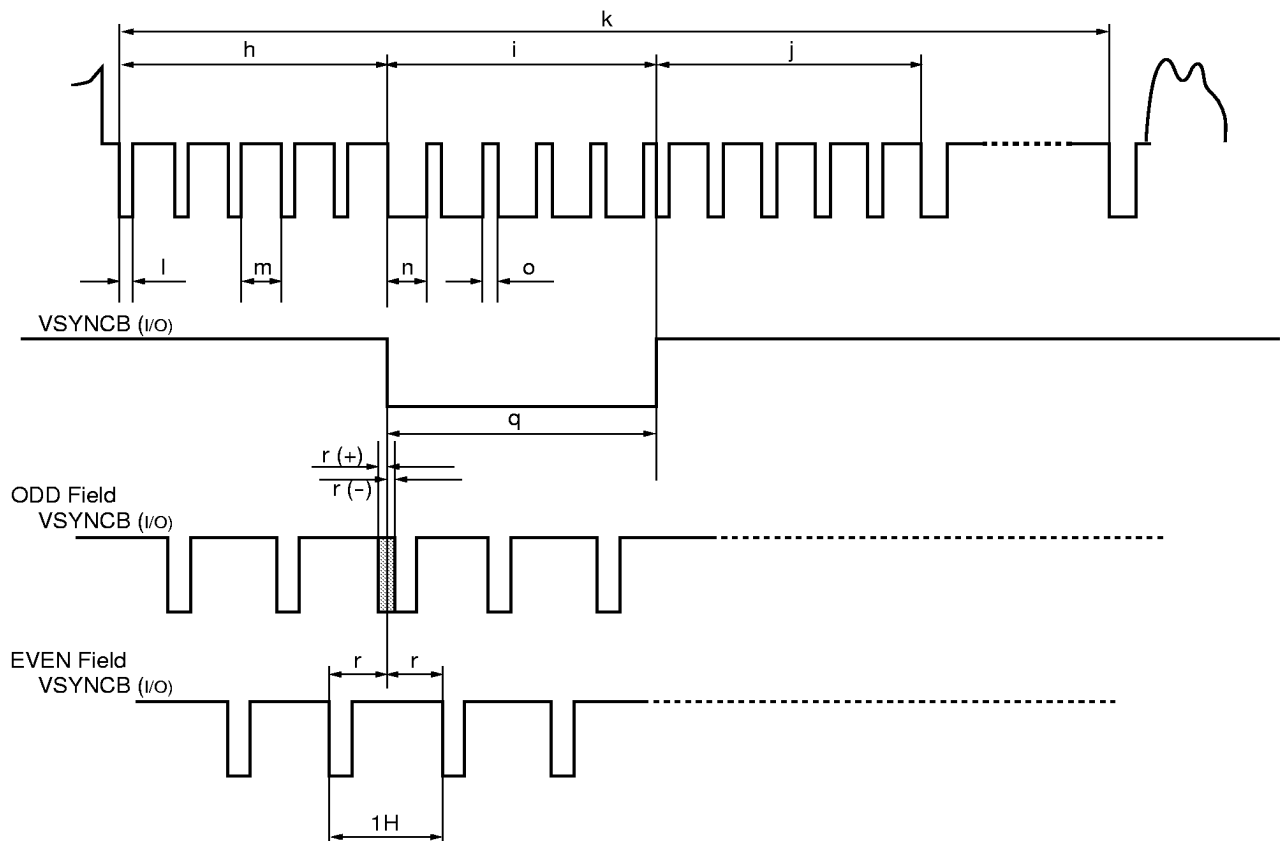 k
h i j
l m n o
VSYNCB (I/O)
q
r (+)
r (−)
ODD Field
VSYNCB (I/O)
EVEN Field
VSYNCB (I/O)
r r
1H